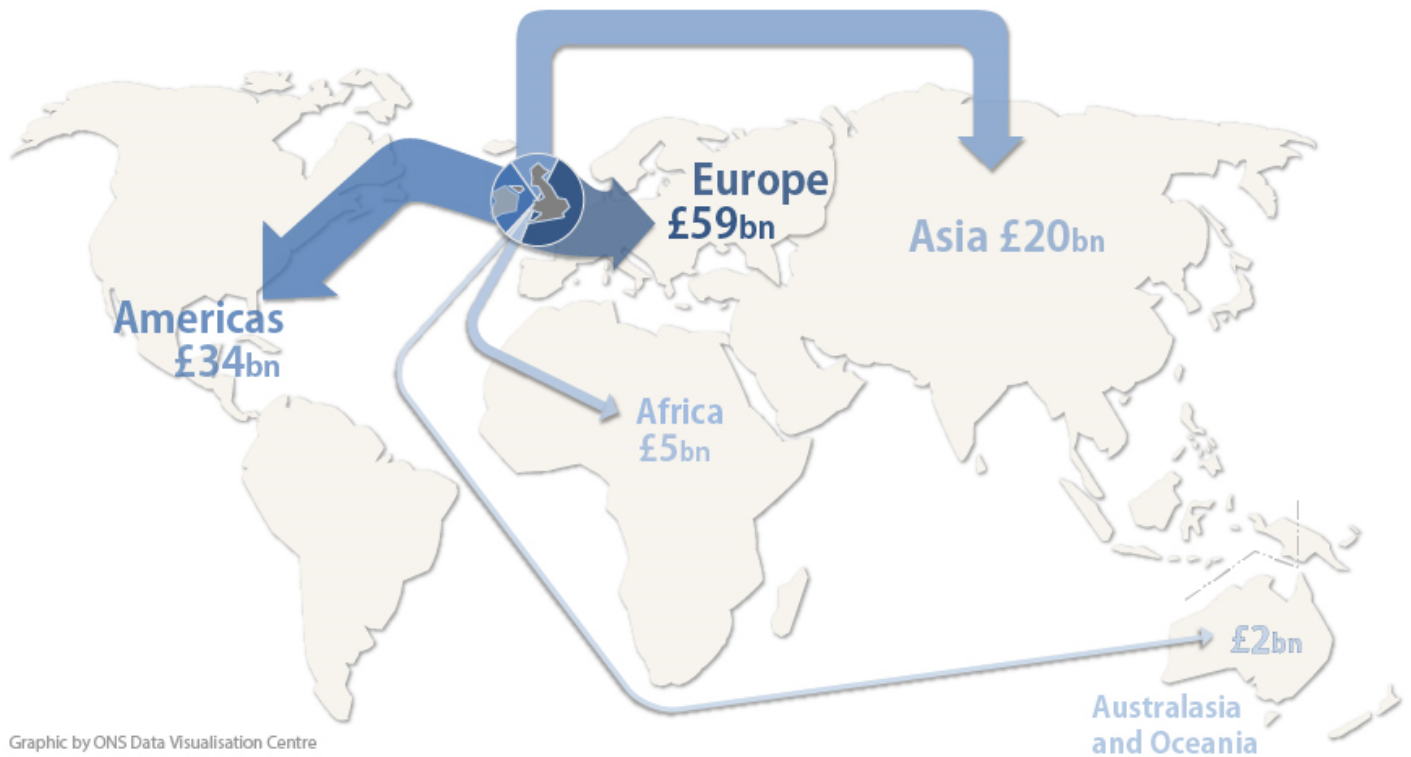 Europe
£59bn
Asia £20bn
Americas
£34bn
Africa
£5bn
£2bn
Australasia
and Oceania
Graphic by ONS Data Visualisation Centre